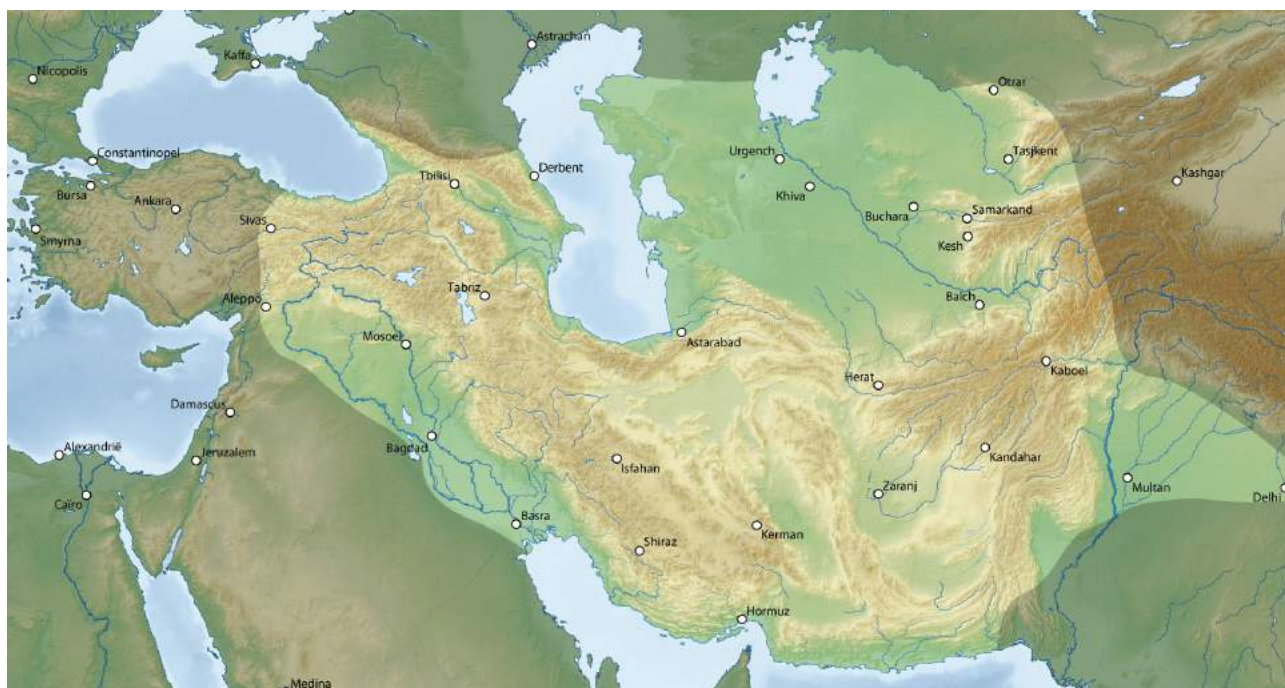 Astrachan
Kaffa
Nicopolis
Otrar
Constantinopel
Urgench
Tasjkent
Derbent
Tbilisi
Kashgar
Bursa
Ankara
Khiva
Buchara
Samarkand
Sivas
Smyrna
Kesh
Tabriz
Aleppo
Balch
Mosoel
Astarabad
Kaboel
Herat
Damascus
Bagdad
Alexandrië
Jeruzalem
Isfahan
Kandahar
Zaranj
Multan
Caïro
Delhi
Basra
Kerman
Shiraz
Hormuz
Medina